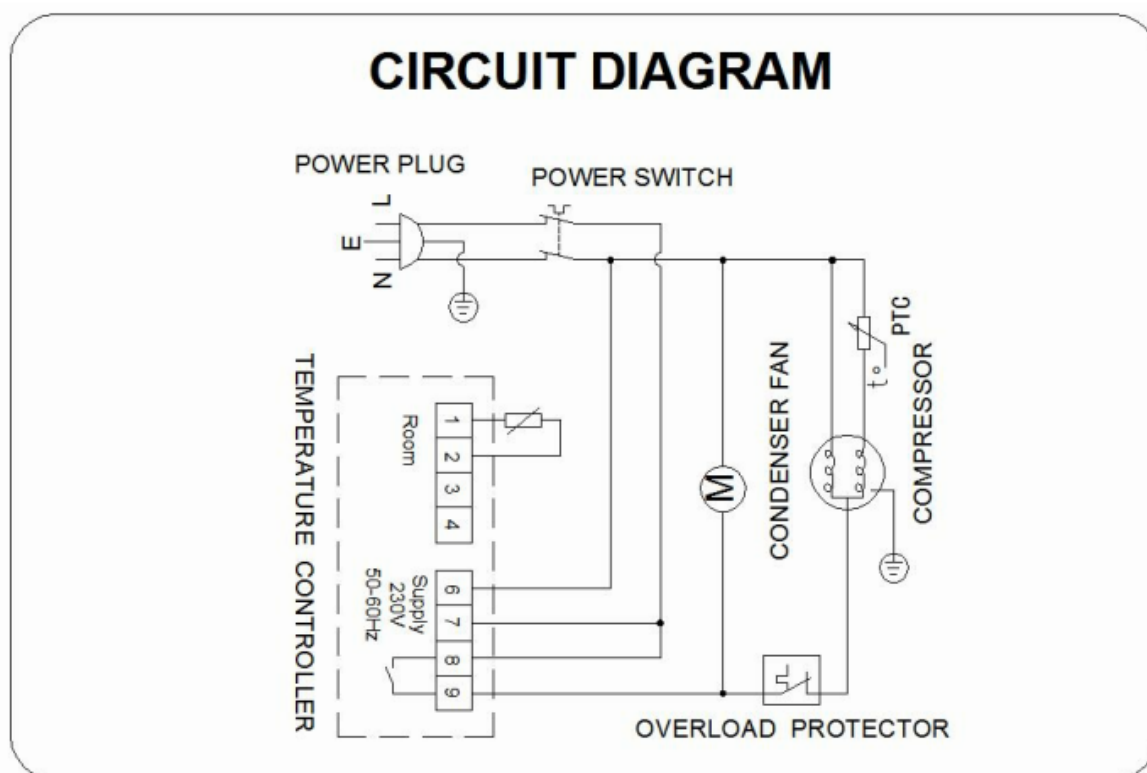 CIRCUIT DIAGRAM
POWER PLUG
POWER SWITCH
L
E
N
PTC
t°
COMPRESSOR
CONDENSER FAN
M
TEMPERATURE CONTROLLER
Room
1
2
3
4
Supply
230V
50-60Hz
6
7
8
9
OVERLOAD PROTECTOR